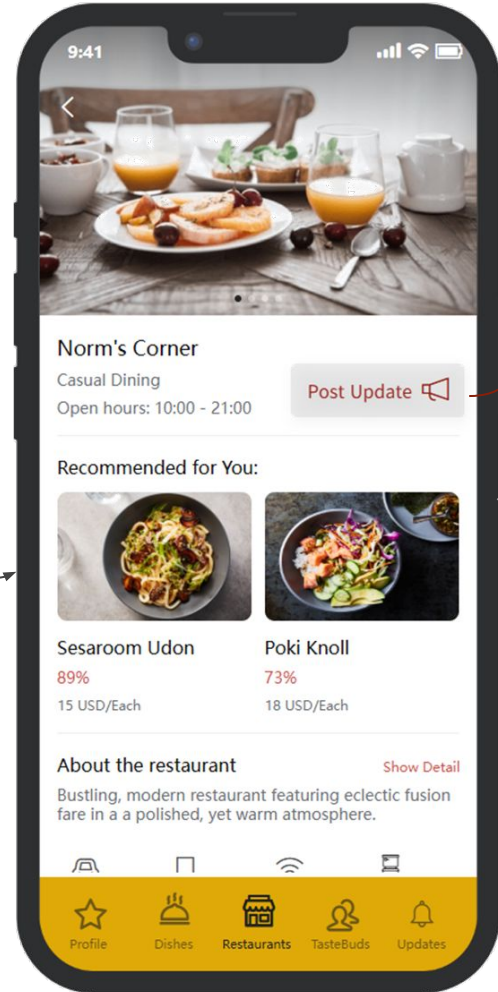 9:41
Norm's Corner
Casual Dining
Open hours: 10:00 - 21:00
Post Update
Recommended for You:
Sesaroom Udon
Poki Knoll
89%
73%
15 USD/Each
18 USD/Each
About the restaurant
Show Detail
Bustling, modern restaurant featuring eclectic fusion
fare in a a polished, yet warm atmosphere.
Profile
Dishes
Restaurants
TasteBuds
Updates